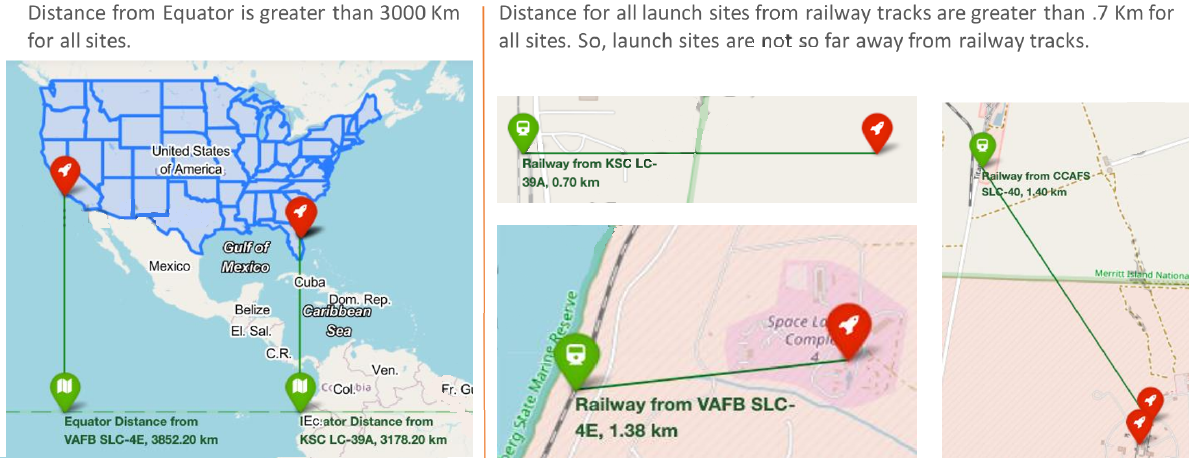 Distance from Equator is greater than 3000 Km
for all sites.
United States
of America
Gulf of
Mexico
Mexico
Cuba
Dom. Rep.
Belize
Caribbean
Sea
El. Sal.
C.R.
Ven.
Col.
Fr. Gu
Equator Distance from
VAFB SLC-4E, 3852.20 km
Equator Distance from
KSC LC-39A, 3178.20 km
Distance for all launch sites from railway tracks are greater than .7 Km for
all sites. So, launch sites are not so far away from railway tracks.
Railway from KSC LC-
39A, 0.70 km
erg State Marine Reserve
Space La
Comple
4
Railway from VAFB SLC-
4E, 1.38 km
Railway from CCAFS
SLC-40, 1.40 km
Merritt Island Nationa